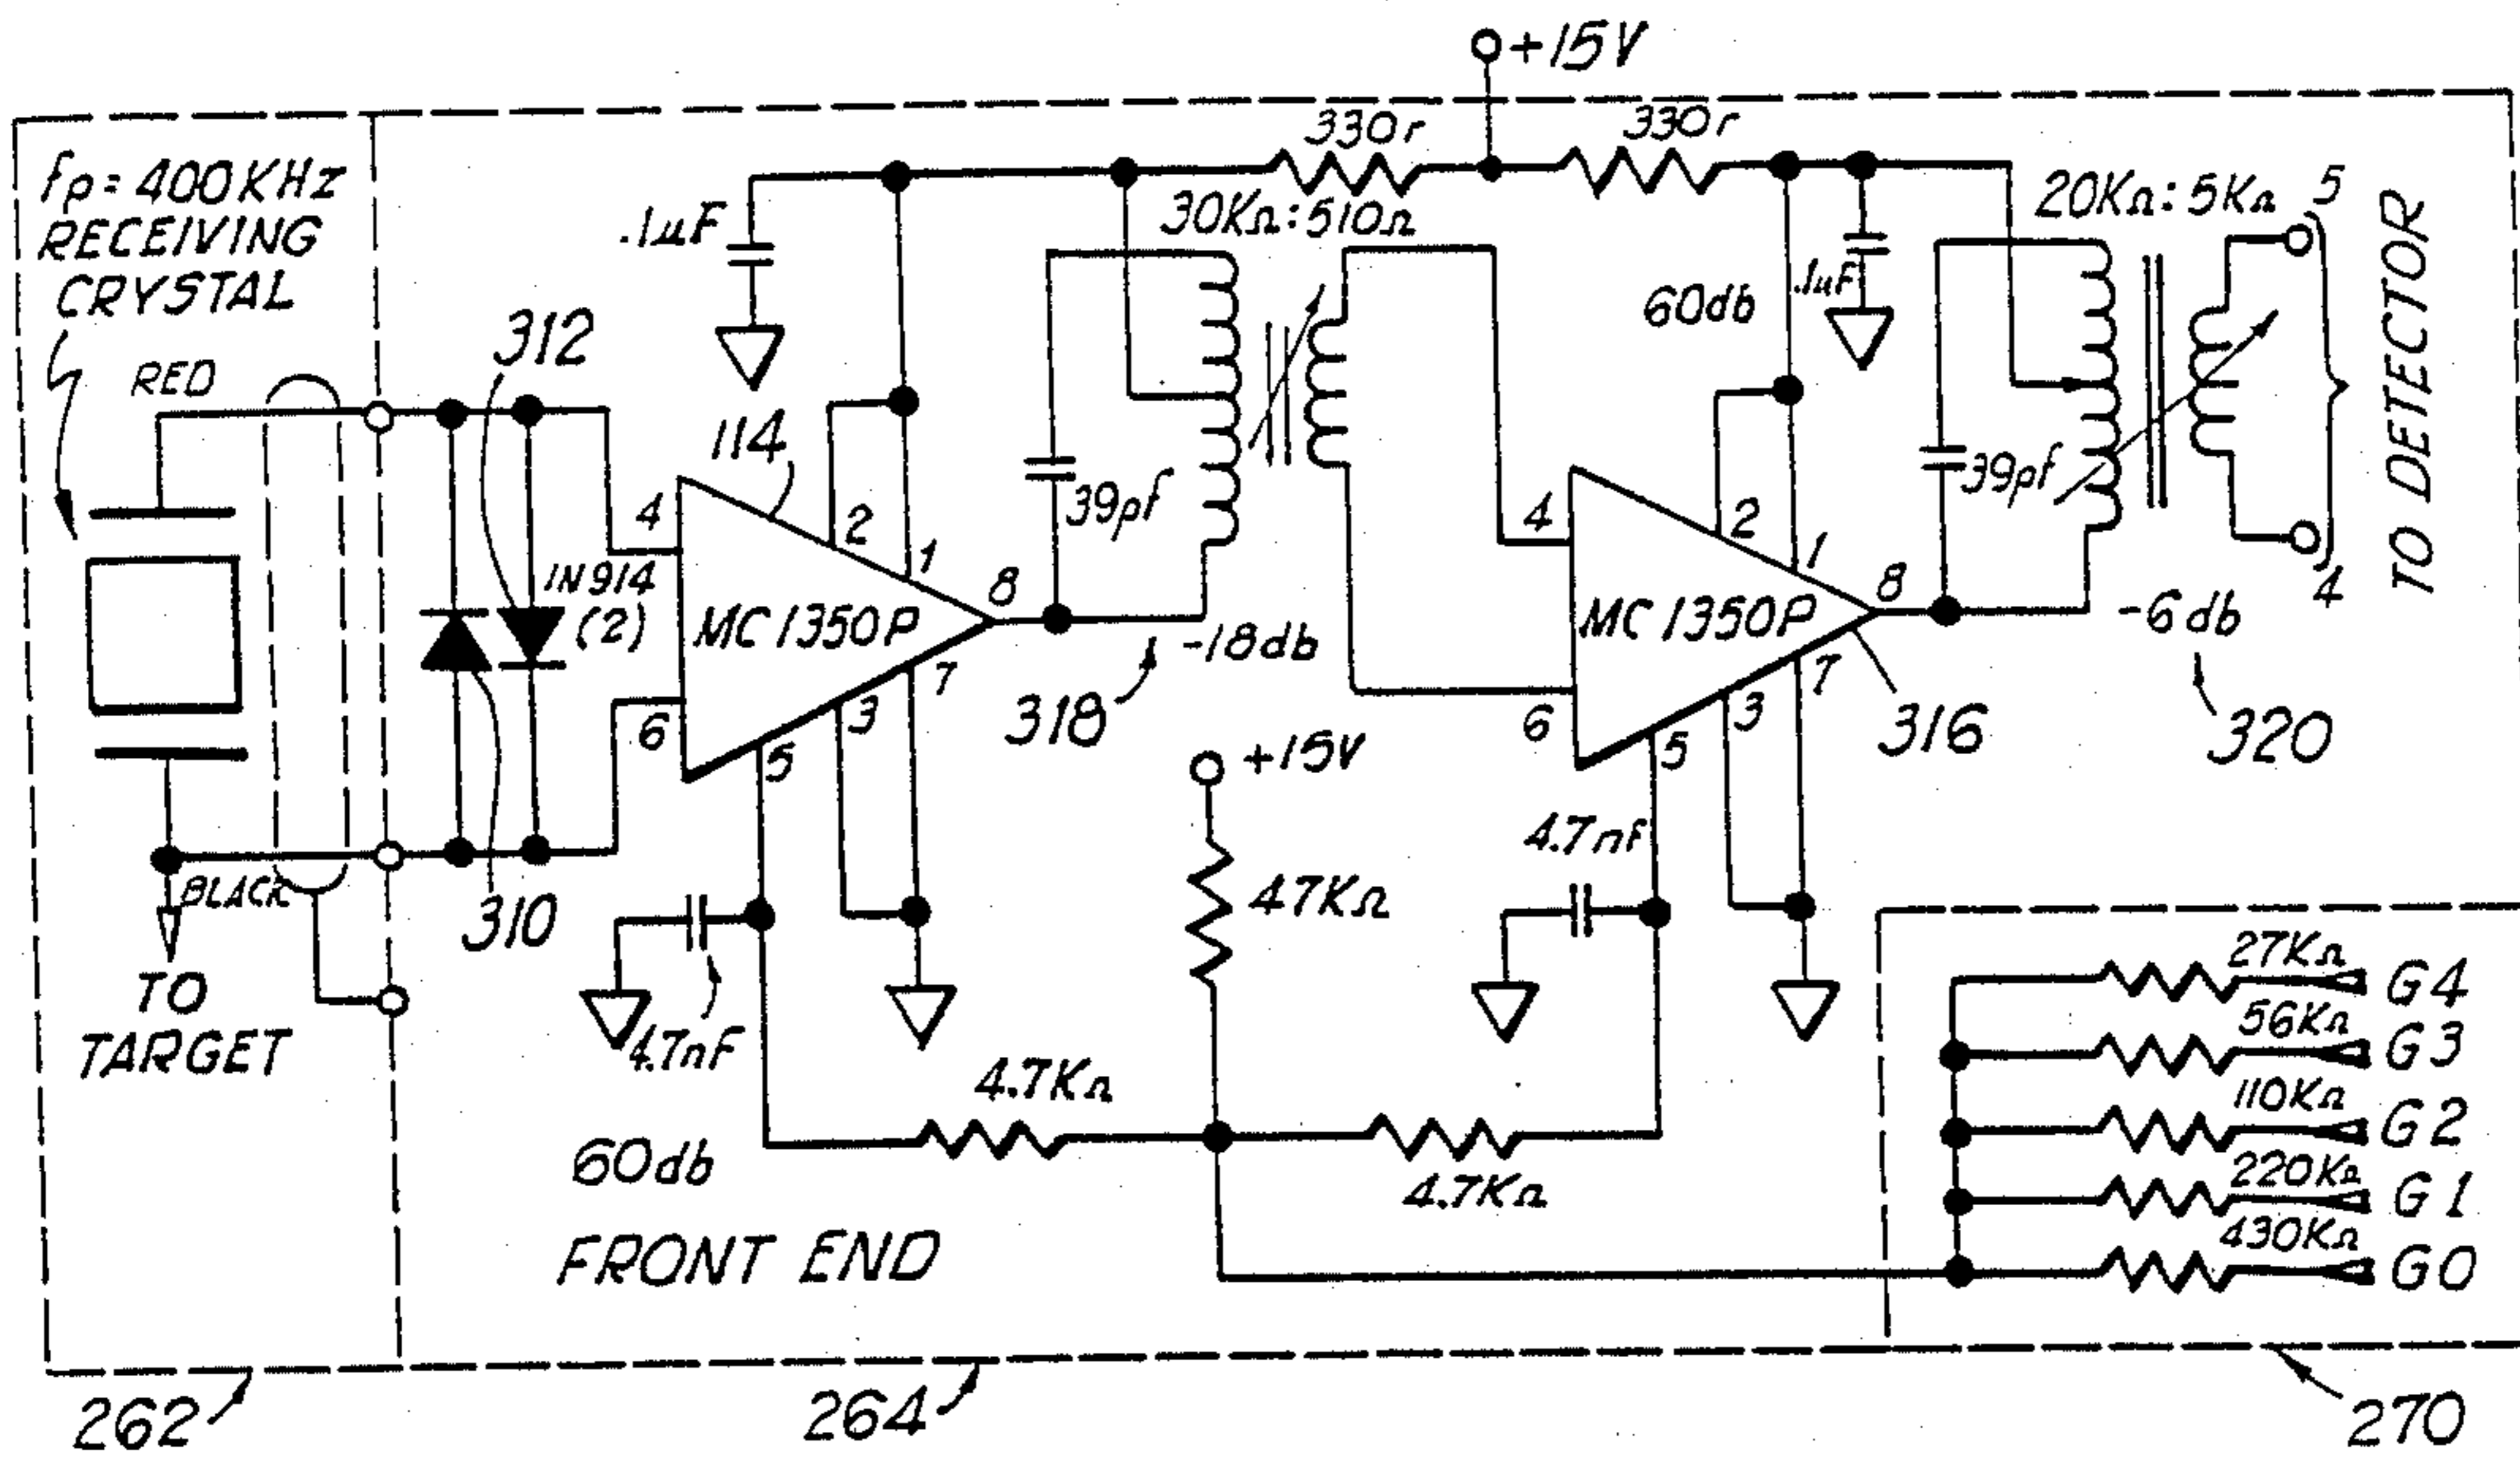 +15V
330r
330r
fp= 400KHz
RECEIVING
CRYSTAL
.1µF
30KΩ:510Ω
20KΩ:5KΩ
5
60db
.1µF
TO DETECTOR
312
RED
114
4
2
1
39pf
8
4
2
1
39pf
8
4
IN914
(2)
MC1350P
MC1350P
-18db
-6db
6
5
3
7
318
6
5
3
7
316
320
+15V
4.7nf
47KΩ
BLACK
310
TO
TARGET
4.7nF
4.7KΩ
4.7KΩ
60db
FRONT END
27KΩ G4
56KΩ G3
110KΩ G2
220KΩ G1
430KΩ G0
262
264
270